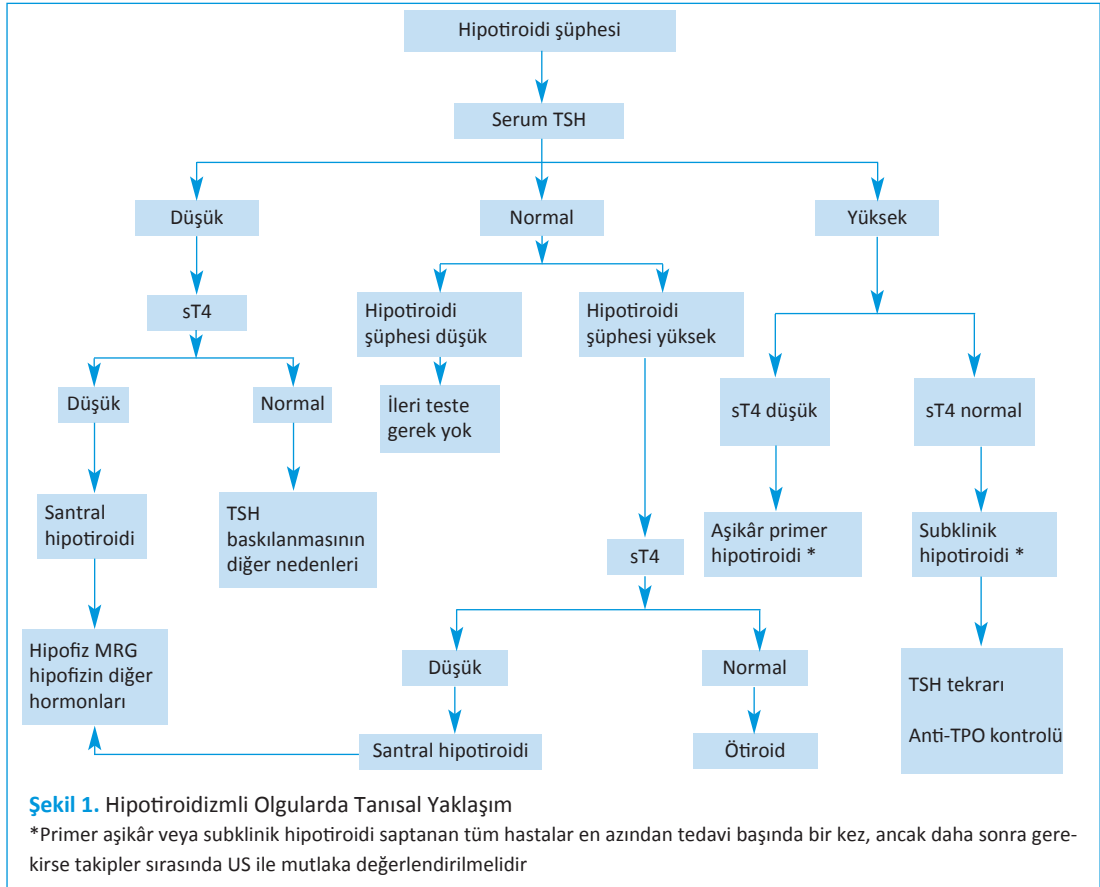 Hipotiroidi şüphesi
Serum TSH
Düşük
Normal
Yüksek
sT4
Hipotiroidi
şüphesi düşük
Hipotiroidi
şüphesi yüksek
Düşük
Normal
İleri teste
gerek yok
sT4 düşük
sT4 normal
Santral
hipotiroidi
TSH
baskılanmasının
diğer nedenleri
sT4
Aşikâr primer
hipotiroidi *
Subklinik
hipotiroidi *
Hipofiz MRG
hipofizin diğer
hormonları
Düşük
Normal
TSH tekrarı
Anti-TPO kontrolü
Santral hipotiroidi
Ötiroid
Şekil 1. Hipotiroidizmli Olgularda Tanısal Yaklaşım
*Primer aşikâr veya subklinik hipotiroidi saptanan tüm hastalar en azından tedavi başında bir kez, ancak daha sonra gere-
kirse takipler sırasında US ile mutlaka değerlendirilmelidir